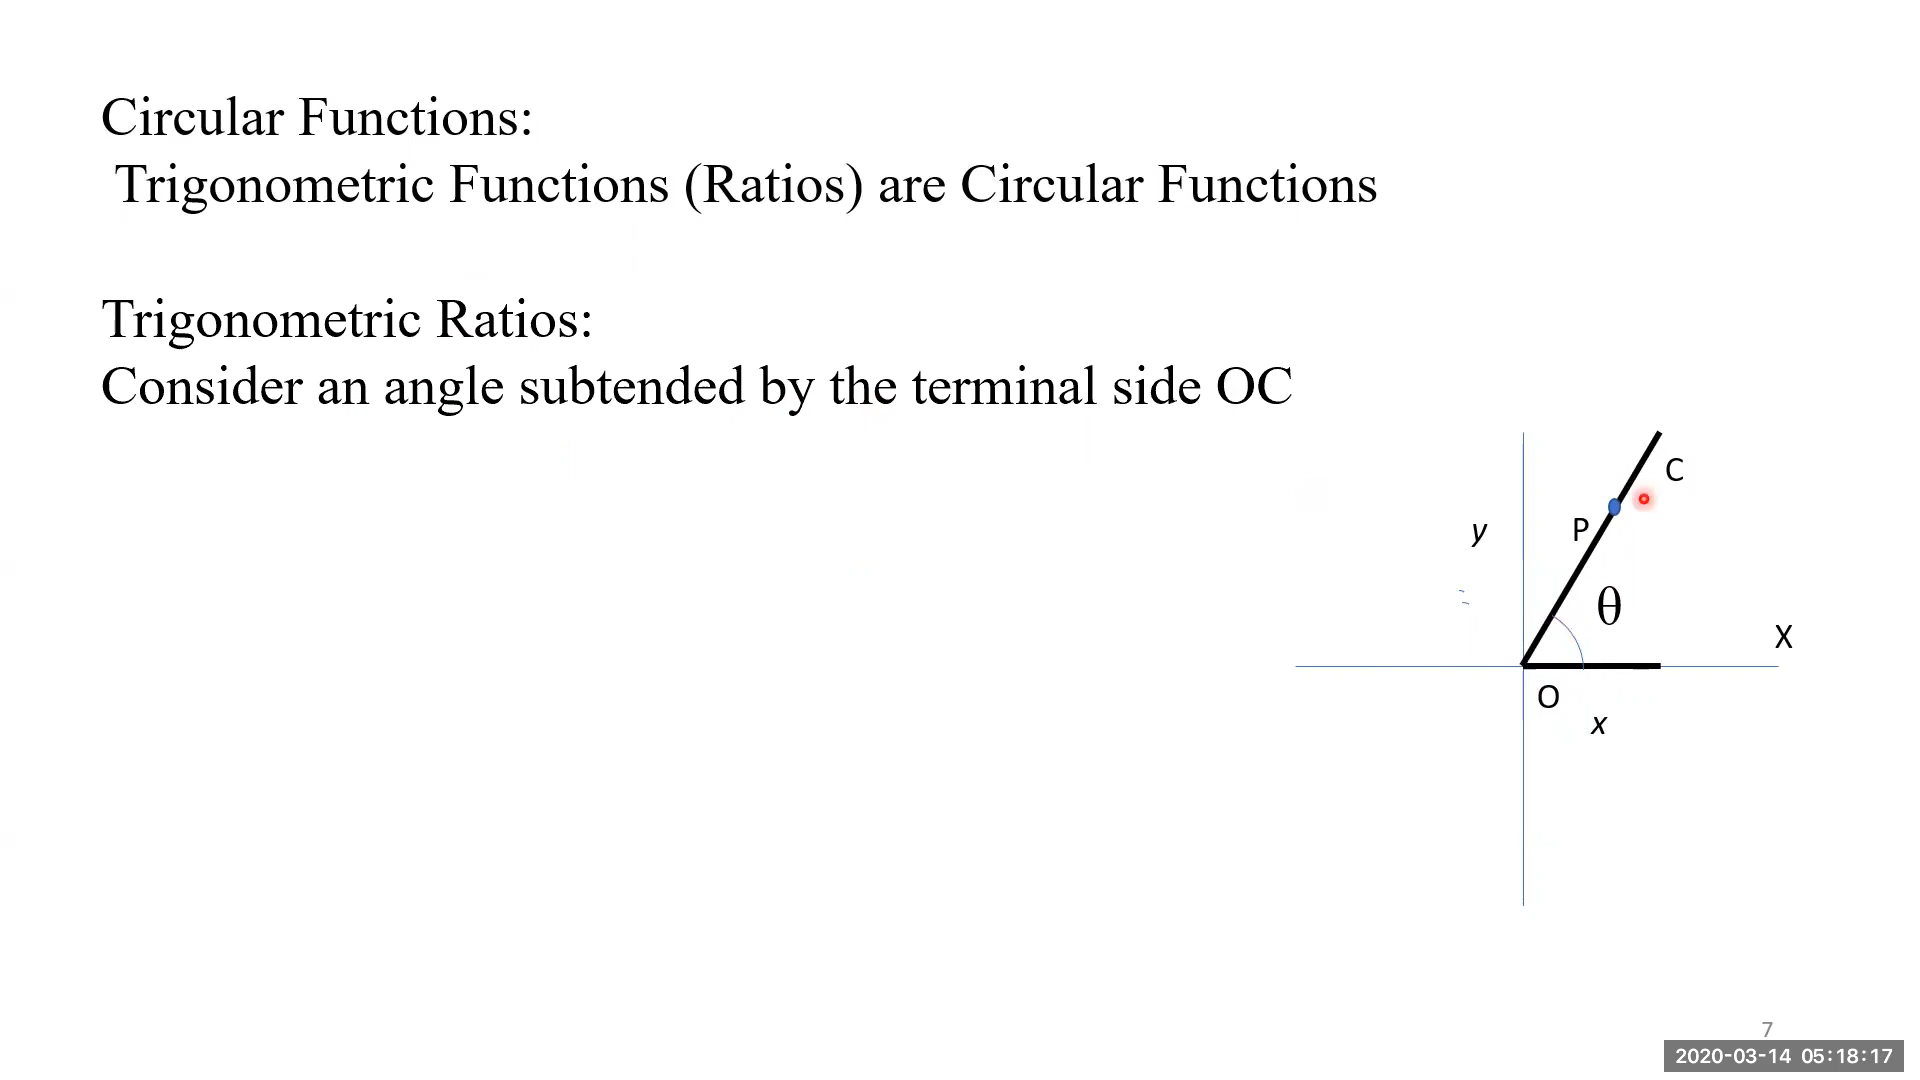 Circular Functions:
Trigonometric Functions (Ratios) are Circular Functions
Trigonometric Ratios:
Consider an angle subtended by the terminal side OC
C
y
P
θ
X
O
x
7
2020-03-14 05:18:17